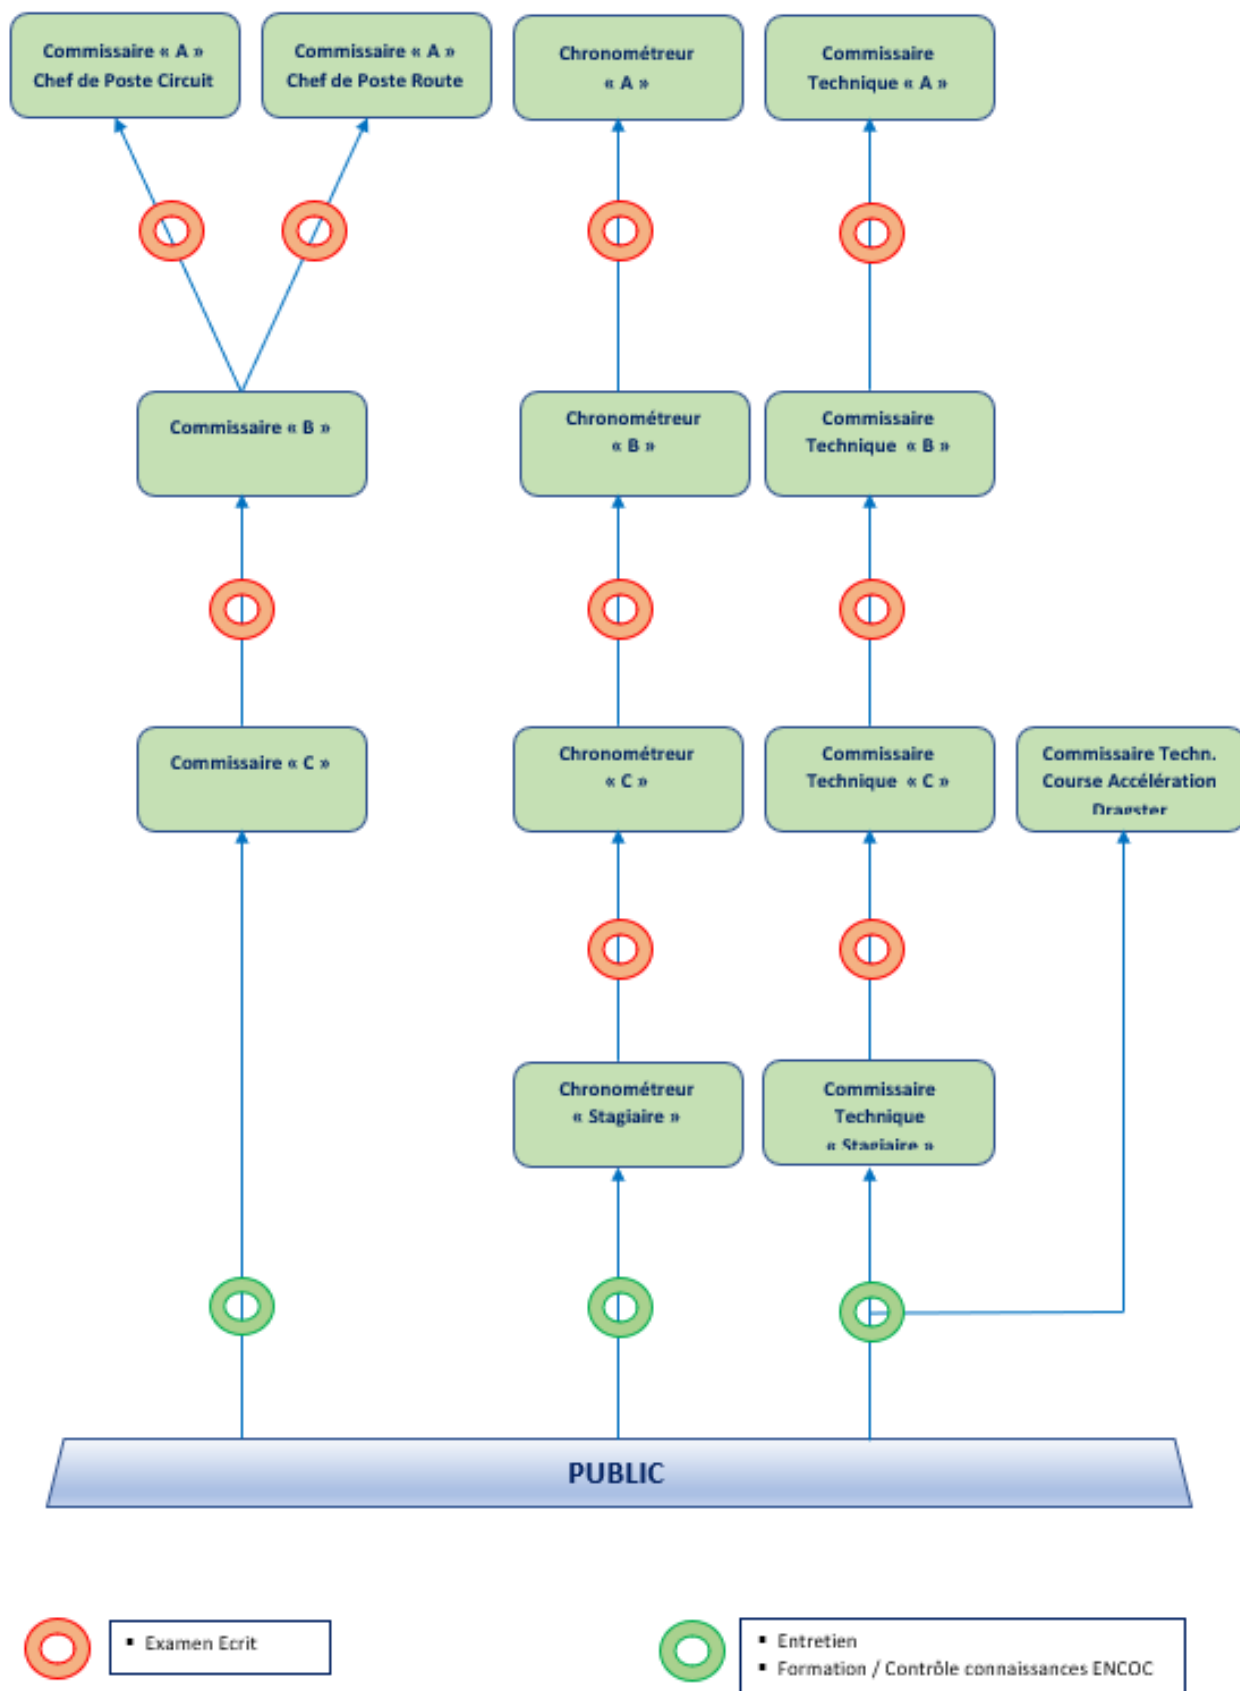 Commissaire « A »
Chef de Poste Circuit
Commissaire « A »
Chef de Poste Route
Chronométreur
« A »
Commissaire
Technique « A »
Commissaire « B »
Chronométreur
« B »
Commissaire
Technique « B »
Commissaire « C »
Chronométreur
« C »
Commissaire
Technique « C »
Commissaire Techn.
Course Accélération
Dragster
Chronométreur
« Stagiaire »
Commissaire
Technique
« Stagiaire »
PUBLIC
▪ Examen Ecrit
▪ Entretien
▪ Formation / Contrôle connaissances ENCOC